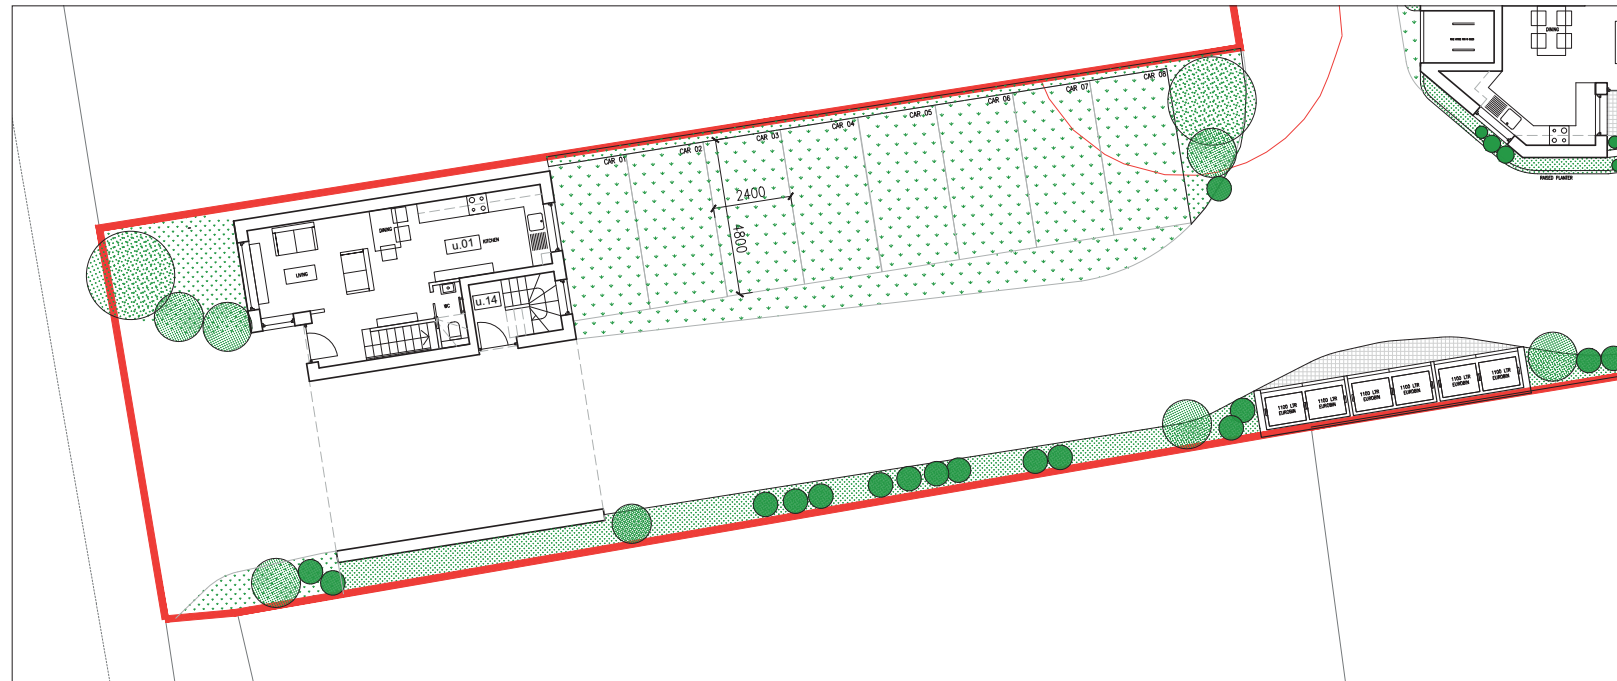 DINING
CAR 08
CAR 07
CAR 06
CAR 05
CAR 04
CAR 03
CAR 02
CAR 01
RAISED PLANTER
2400
4800
DINING
u.01
KITCHEN
LIVING
WC
u.14
1100 LTR
EUROBIN
1100 LTR
EUROBIN
1100 LTR
EUROBIN
1100 LTR
EUROBIN
1100 LTR
EUROBIN
1100 LTR
EUROBIN